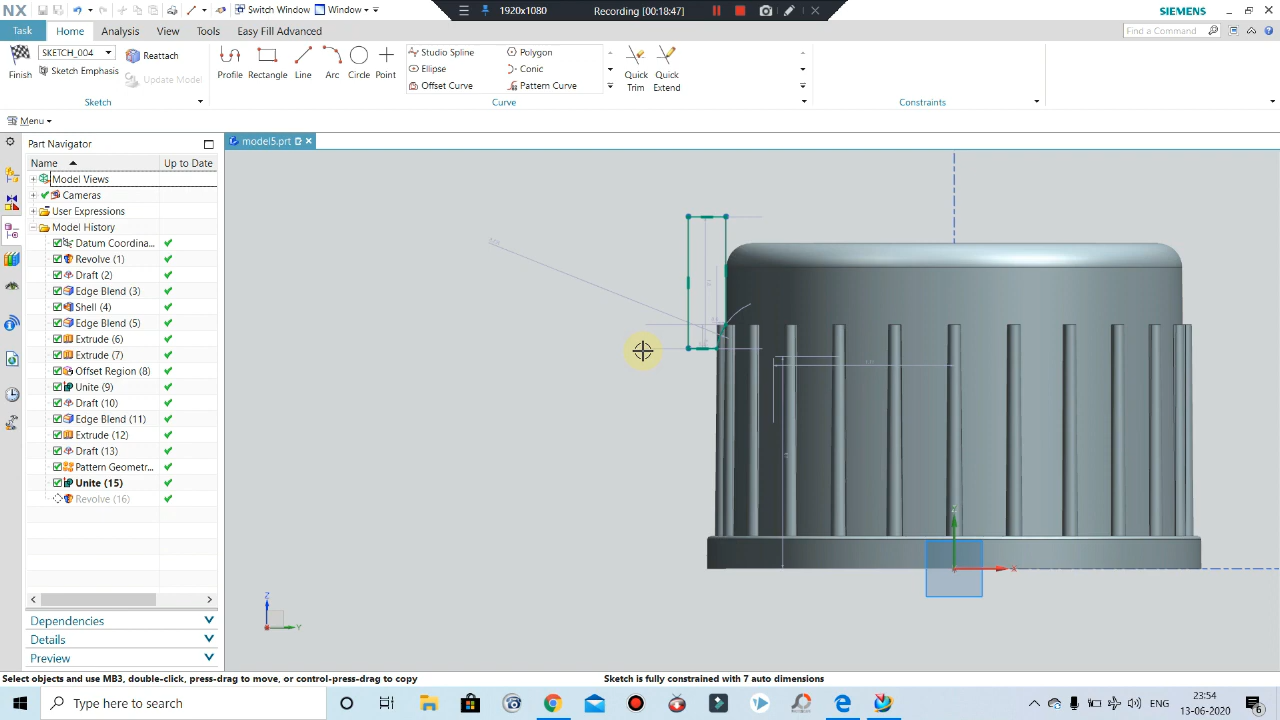 NX
Switch Window
Window
1920x1080
Recording [00:18:47]
SIEMENS
Task
Home
Analysis
View
Tools
Easy Fill Advanced
Find a Command
Finish
SKETCH_004
Sketch Emphasis
Reattach
Update Model
Profile
Rectangle
Line
Arc
Circle
Point
Studio Spline
Polygon
Ellipse
Conic
Offset Curve
Pattern Curve
Quick Trim
Quick Extend
Sketch
Curve
Constraints
Menu
Part Navigator
model5.prt
Name
Up to Date
Model Views
Cameras
User Expressions
Model History
Datum Coordina...
Revolve (1)
Draft (2)
Edge Blend (3)
Shell (4)
Edge Blend (5)
Extrude (6)
Extrude (7)
Offset Region (8)
Unite (9)
Draft (10)
Edge Blend (11)
Extrude (12)
Draft (13)
Pattern Geometr...
Unite (15)
Revolve (16)
Dependencies
Details
Preview
Z
Y
X
Select objects and use MB3, double-click, press-drag to move, or control-press-drag to copy
Sketch is fully constrained with 7 auto dimensions
Type here to search
ENG
23:54
13-06-2020
6